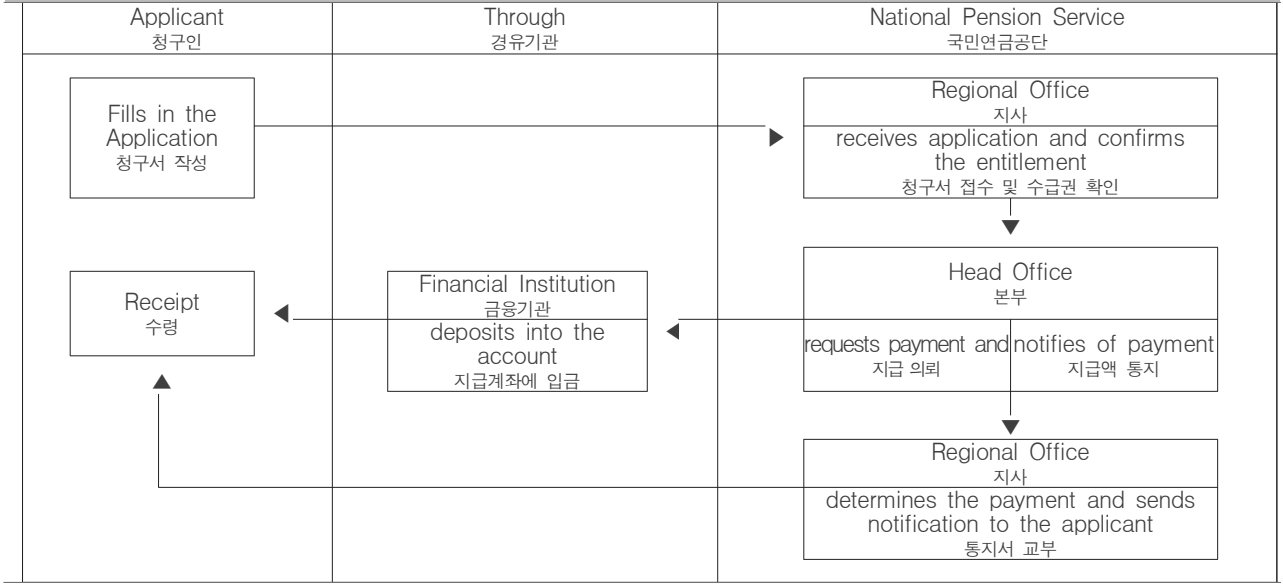 Applicant
청구인
Through
경유기관
National Pension Service
국민연금공단
Fills in the
Application
청구서 작성
Regional Office
지사
receives application and confirms
the entitlement
청구서 접수 및 수급권 확인
Receipt
수령
Financial Institution
금융기관
deposits into the
account
지급계좌에 입금
Head Office
본부
requests payment and
지급 의뢰
notifies of payment
지급액 통지
Regional Office
지사
determines the payment and sends
notification to the applicant
통지서 교부